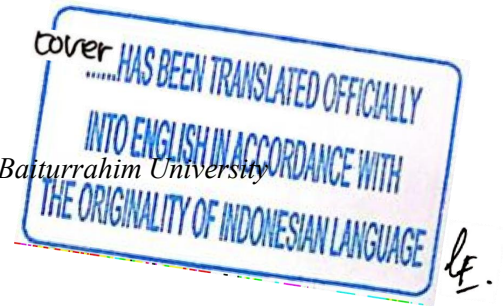 cover
......HAS BEEN TRANSLATED OFFICIALLY
INTO ENGLISH IN ACCORDANCE WITH
Baiturrahim University
THE ORIGINALITY OF INDONESIAN LANGUAGE